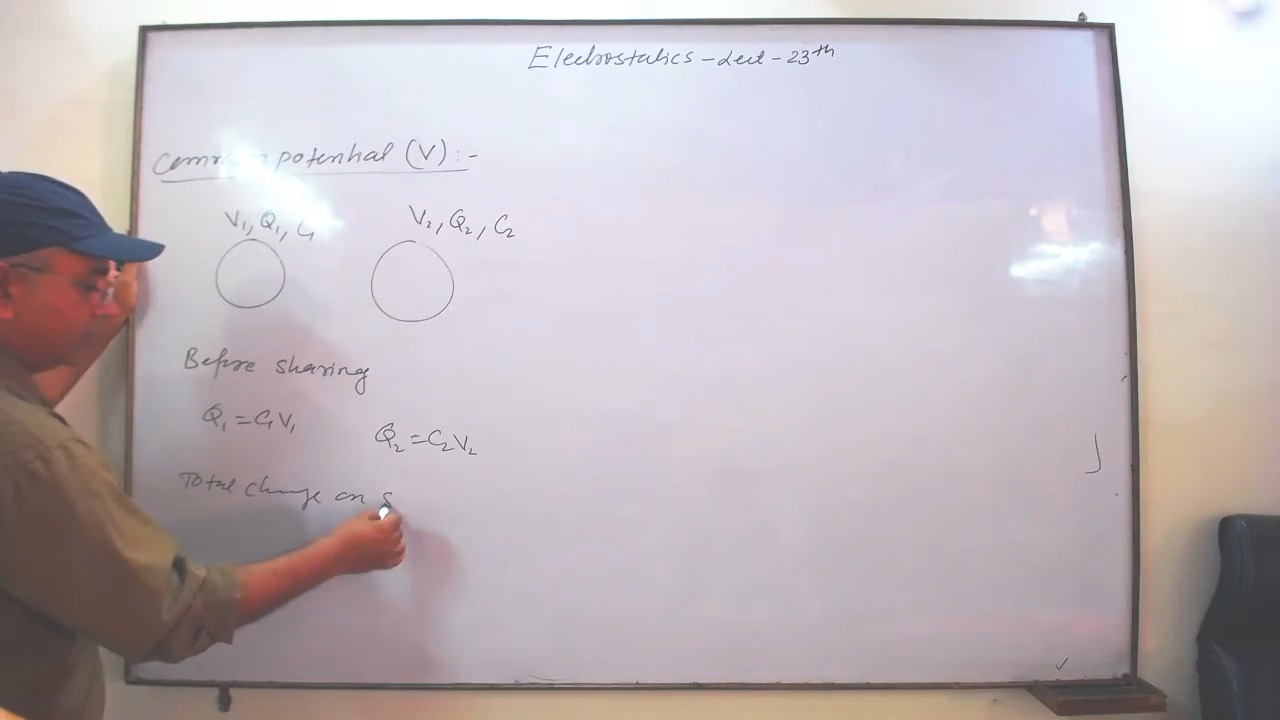 Electrostatics - Lect - 23th
Common potential (V) :-
V₁, Q₁, C₁
V₂, Q₂, C₂
Before sharing
Q₁ = C₁V₁
Q₂ = C₂V₂
Total charge on s